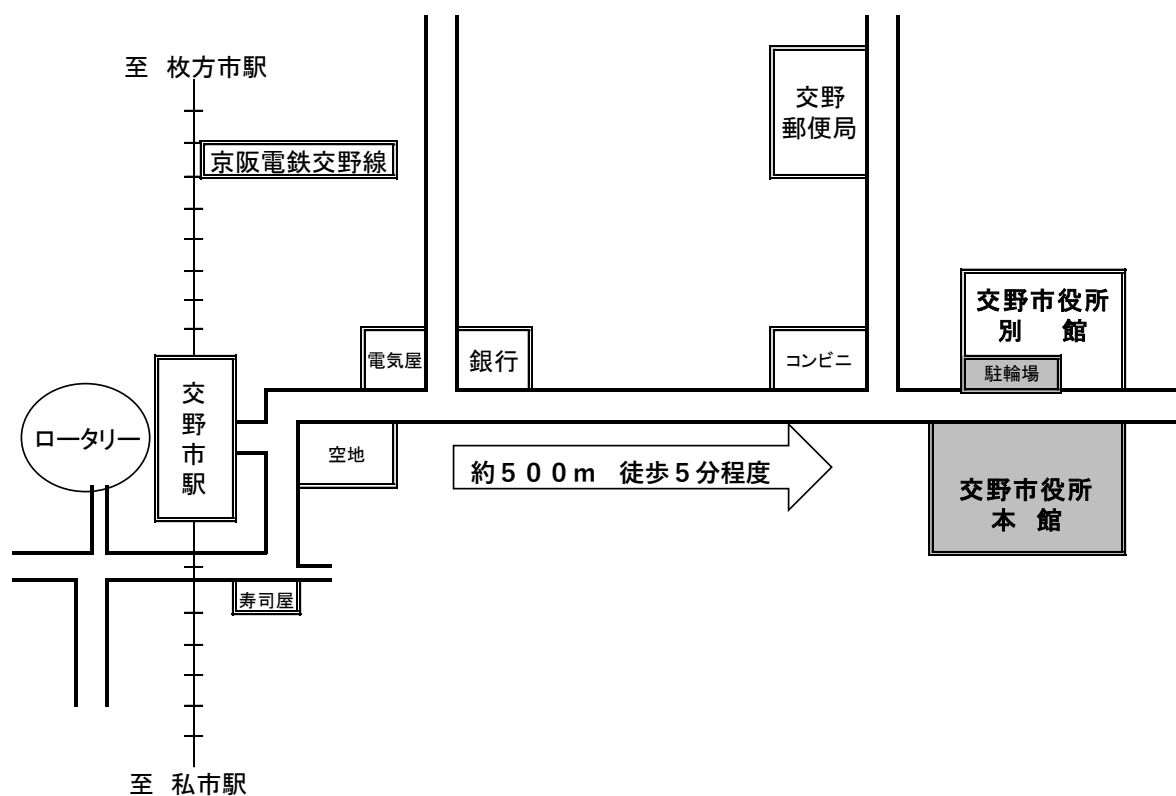 至 枚方市駅
京阪電鉄交野線
交野
郵便局
交野市役所
別 館
駐輪場
電気屋
銀行
コンビニ
交野市駅
ロータリー
空地
約500m 徒歩5分程度
交野市役所
本 館
寿司屋
至 私市駅